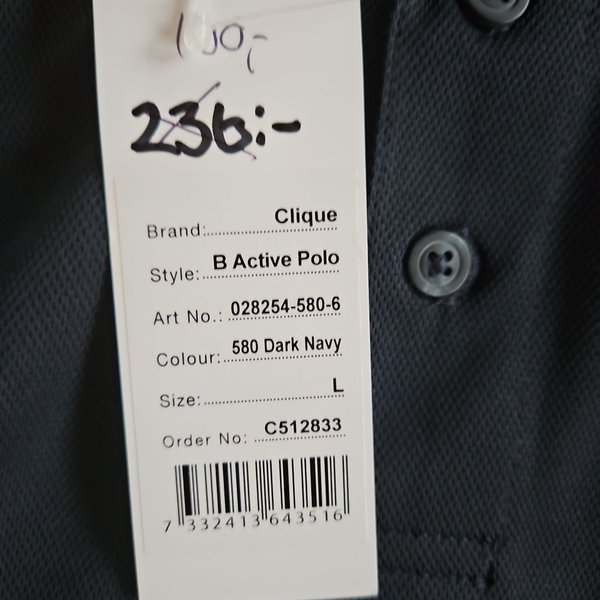 100,-
236:-
Brand: Clique
Style: B Active Polo
Art No.: 028254-580-6
Colour: 580 Dark Navy
Size: L
Order No: C512833
7 332413 643516